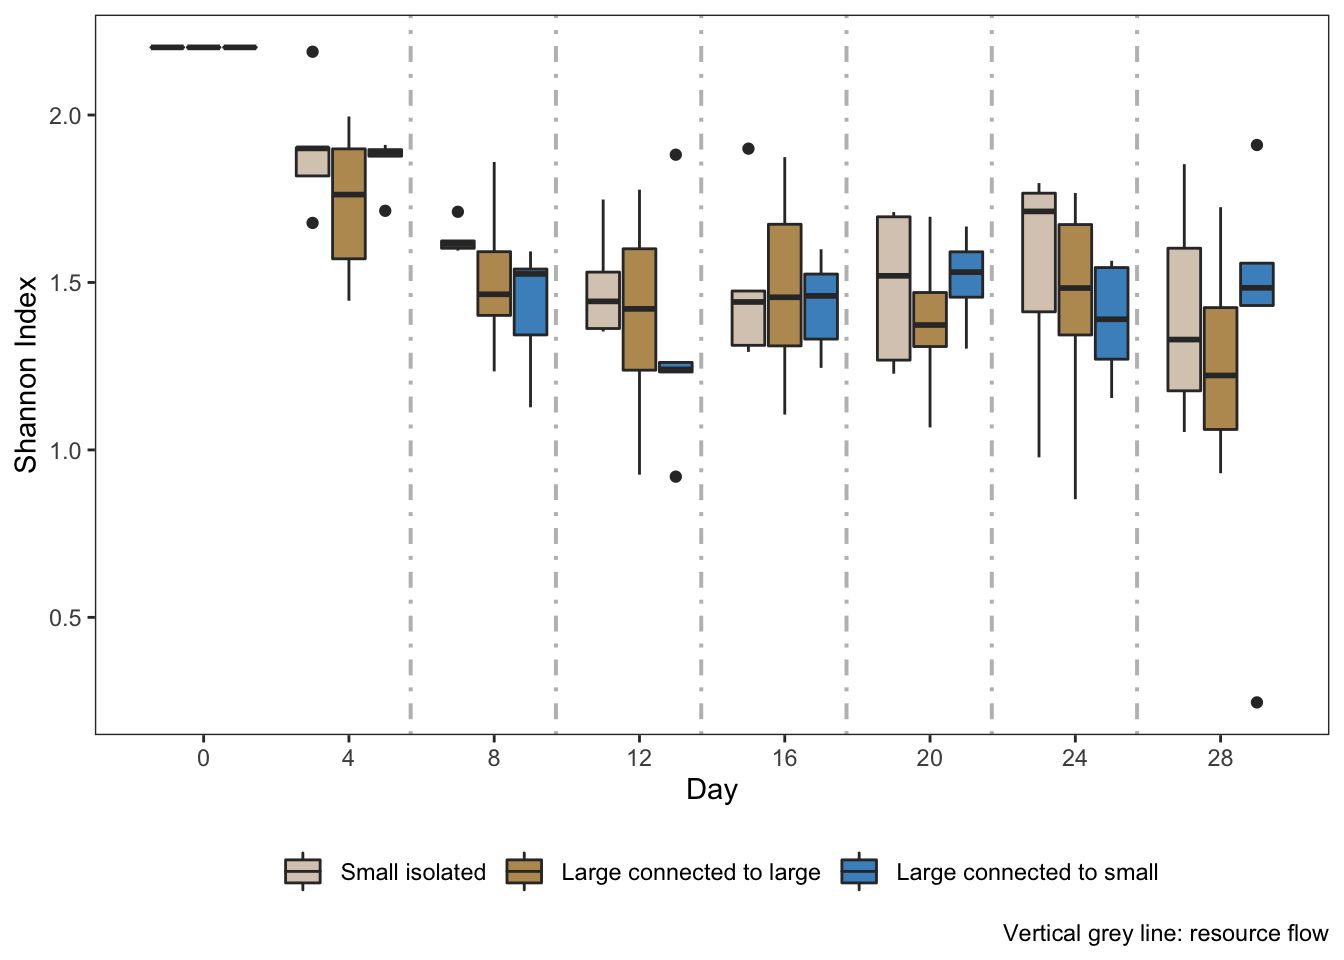 Shannon Index
2.0
1.5
1.0
0.5
0 4 8 12 16 20 24 28
Day
Small isolated Large connected to large Large connected to small
Vertical grey line: resource flow